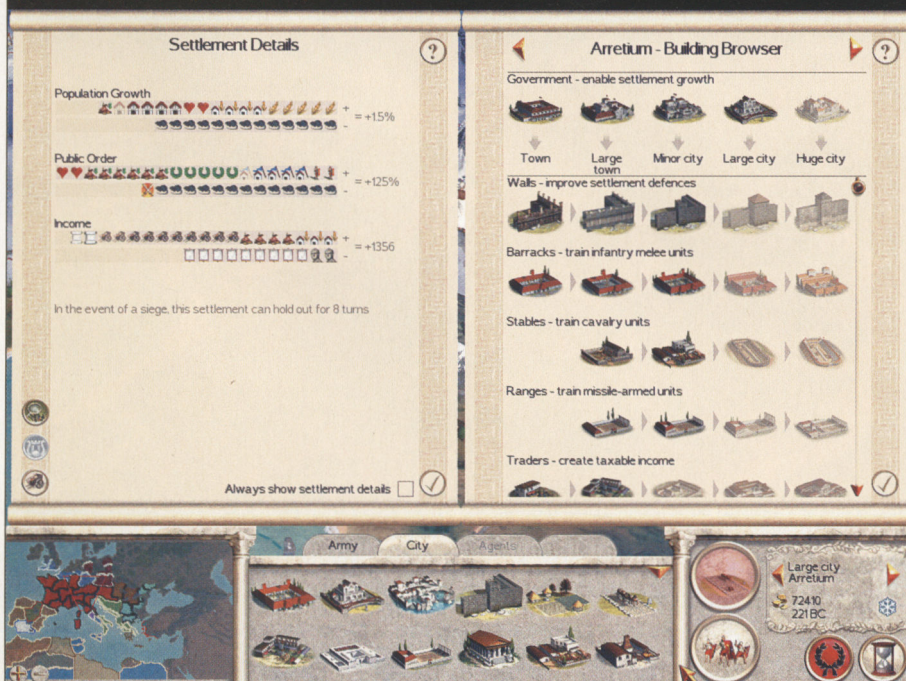 Settlement Details
?
Population Growth
+
= +1.5%
-
Public Order
+
= +125%
-
Income
+
= +1356
-
In the event of a siege, this settlement can hold out for 8 turns
Always show settlement details
Arretium - Building Browser
?
Government - enable settlement growth
Town
Large town
Minor city
Large city
Huge city
Walls - improve settlement defences
Barracks - train infantry melee units
Stables - train cavalry units
Ranges - train missile-armed units
Traders - create taxable income
Army
City
Agents
Large city
Arretium
72410
221 BC